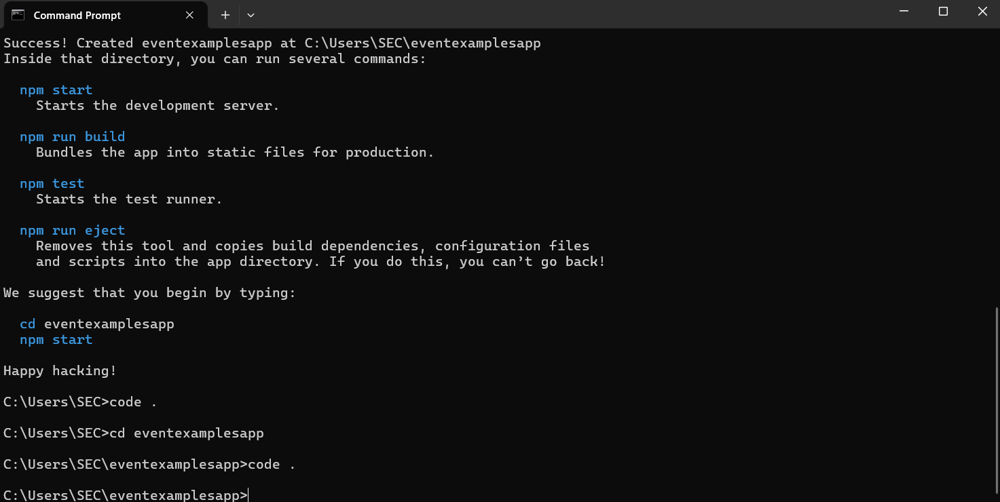 Command Prompt
Success! Created eventexamplesapp at C:\Users\SEC\eventexamplesapp
Inside that directory, you can run several commands:
npm start
Starts the development server.
npm run build
Bundles the app into static files for production.
npm test
Starts the test runner.
npm run eject
Removes this tool and copies build dependencies, configuration files
and scripts into the app directory. If you do this, you can’t go back!
We suggest that you begin by typing:
cd eventexamplesapp
npm start
Happy hacking!
C:\Users\SEC>code .
C:\Users\SEC>cd eventexamplesapp
C:\Users\SEC\eventexamplesapp>code .
C:\Users\SEC\eventexamplesapp>